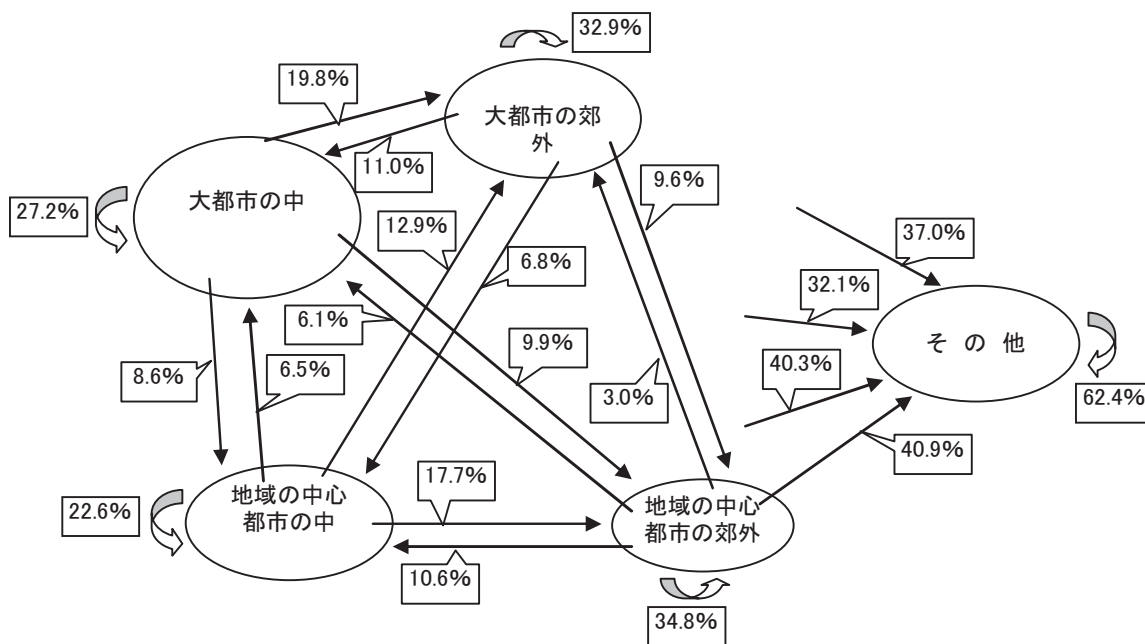 32.9%
19.8%
大都市の郊
外
11.0%
9.6%
大都市の中
27.2%
12.9%
6.8%
37.0%
32.1%
6.1%
その他
9.9%
8.6%
6.5%
3.0%
40.3%
62.4%
40.9%
17.7%
地域の中心
都市の中
地域の中心
都市の郊外
22.6%
10.6%
34.8%